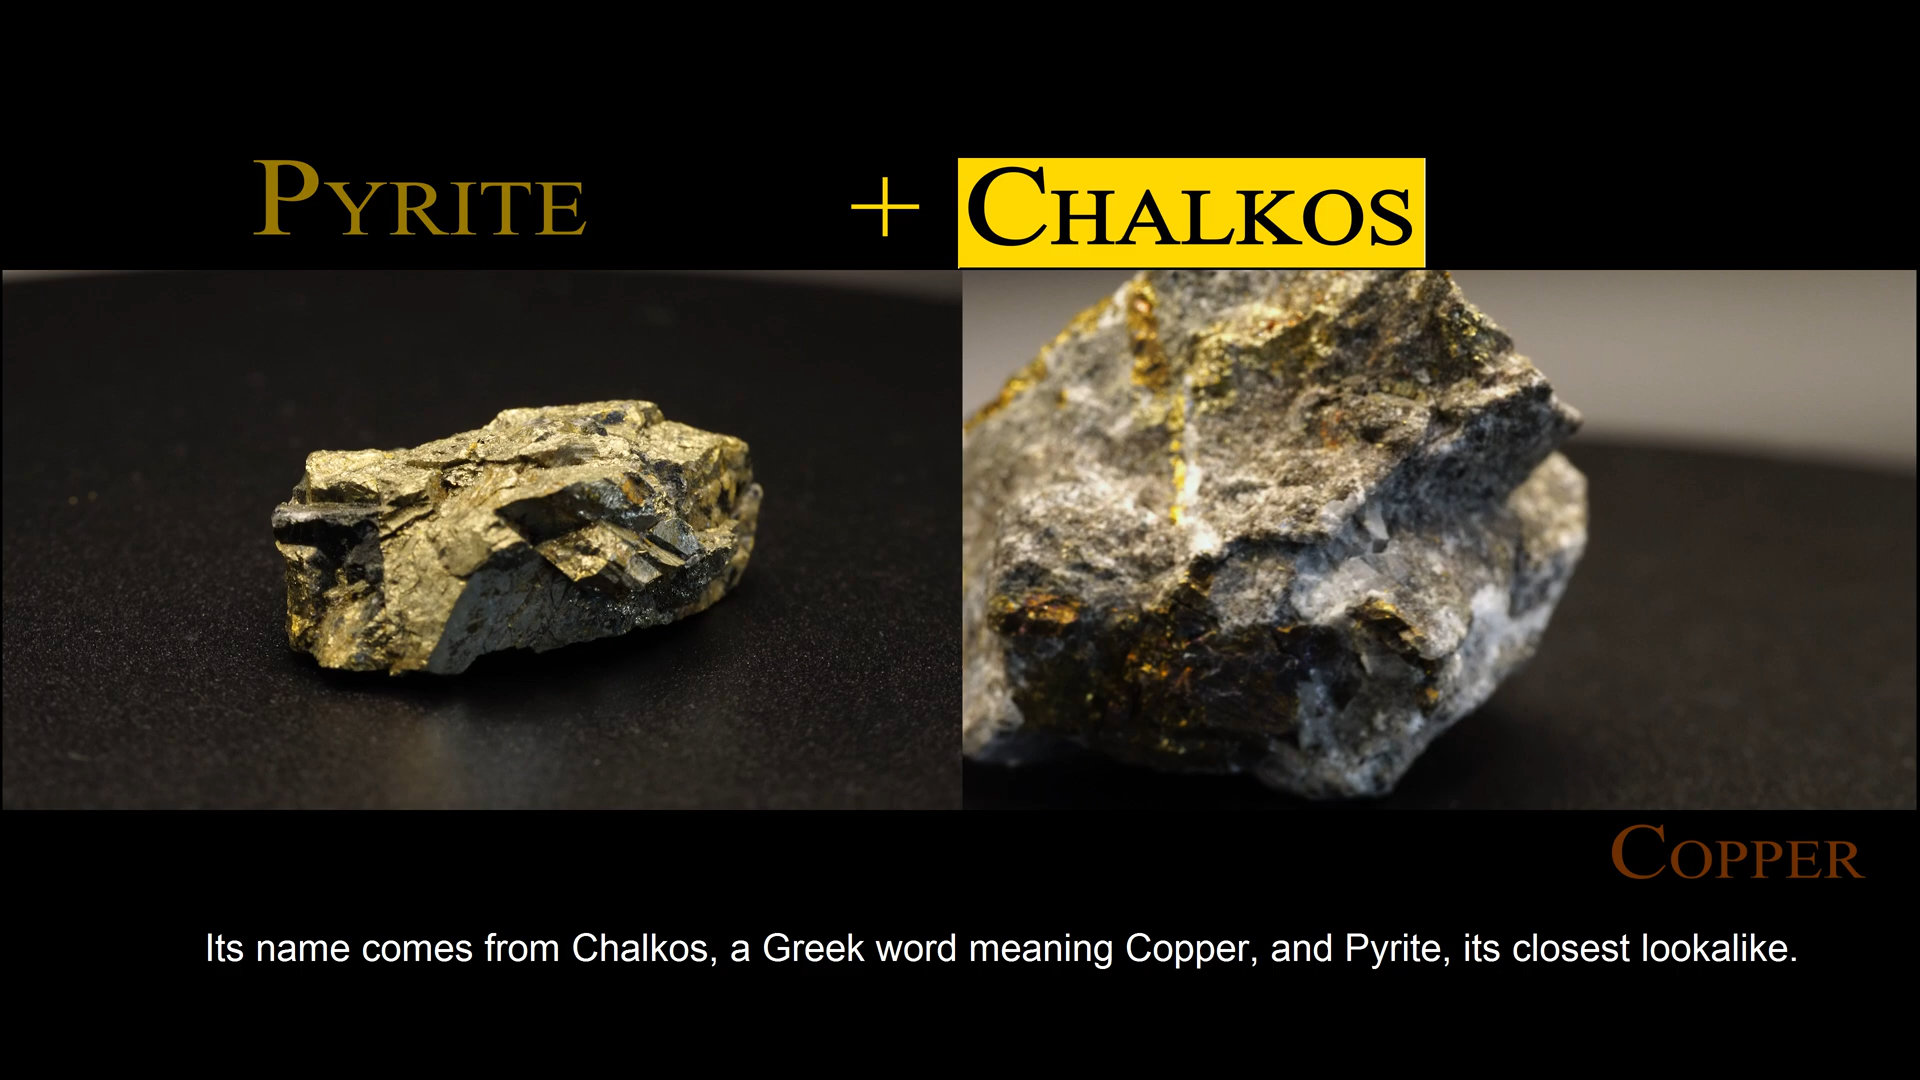 PYRITE + CHALKOS
COPPER
Its name comes from Chalkos, a Greek word meaning Copper, and Pyrite, its closest lookalike.